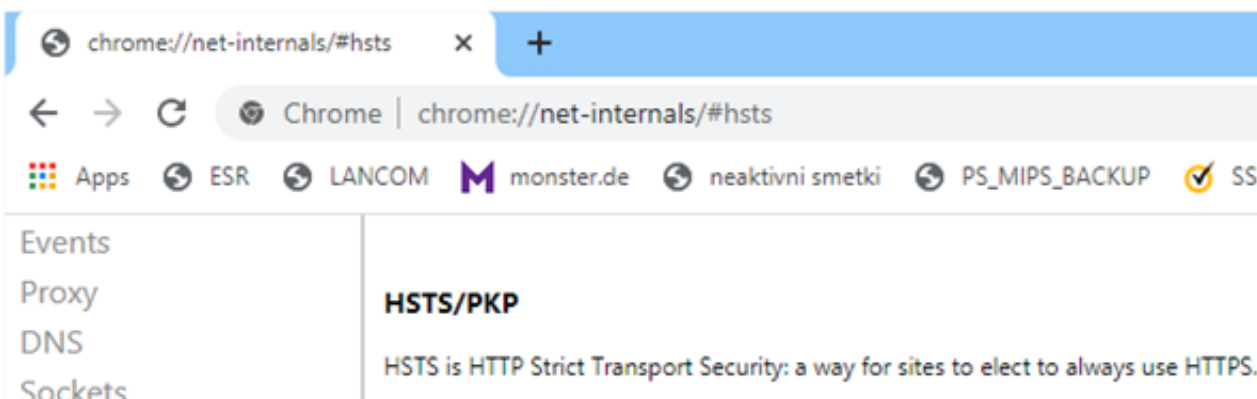 chrome://net-internals/#hsts
Chrome | chrome://net-internals/#hsts
Apps ESR LANCOM monster.de neaktivni smetki PS_MIPS_BACKUP SS
Events
Proxy
DNS
Sockets
HSTS/PKP
HSTS is HTTP Strict Transport Security: a way for sites to elect to always use HTTPS.